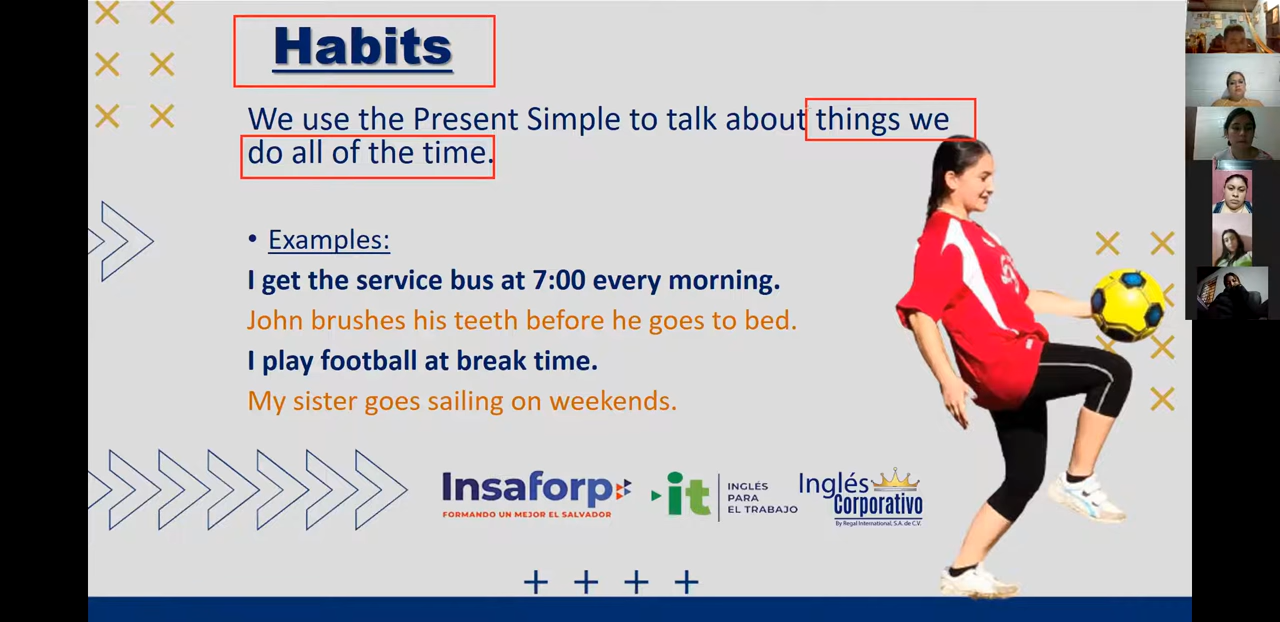 Habits
We use the Present Simple to talk about things we
do all of the time.
• Examples:
I get the service bus at 7:00 every morning.
John brushes his teeth before he goes to bed.
I play football at break time.
My sister goes sailing on weekends.
Insaforp
FORMANDO UN MEJOR EL SALVADOR
it
INGLÉS
PARA
EL TRABAJO
Inglés
Corporativo
By Regal International, S.A. de C.V.